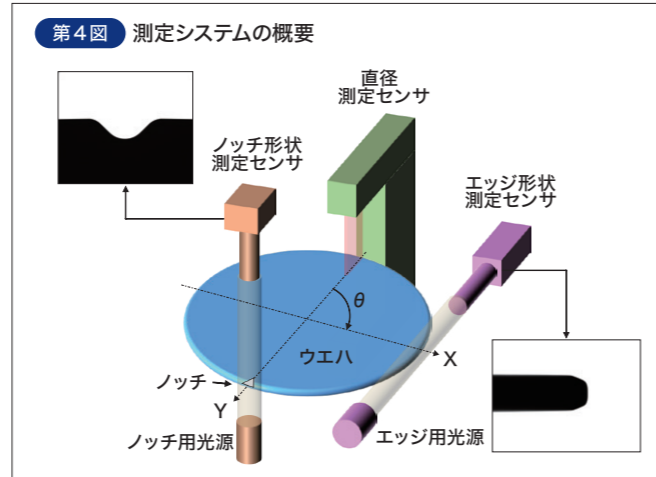 第4図 測定システムの概要
直径
測定センサ
ノッチ形状
測定センサ
エッジ形状
測定センサ
θ
ウエハ
X
ノッチ
Y
ノッチ用光源
エッジ用光源